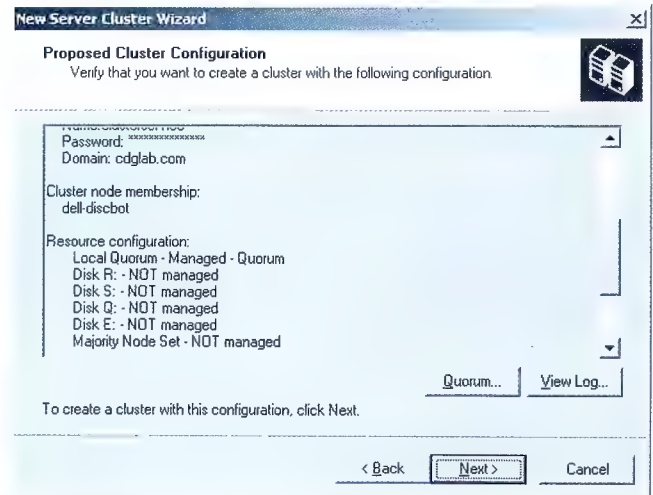 New Server Cluster Wizard
Proposed Cluster Configuration
Verify that you want to create a cluster with the following configuration.
Password: **************
Domain: cdglab.com
Cluster node membership:
dell-discbot
Resource configuration:
Local Quorum - Managed - Quorum
Disk R: - NOT managed
Disk S: - NOT managed
Disk Q: - NOT managed
Disk E: - NOT managed
Majority Node Set - NOT managed
Quorum...
View Log...
To create a cluster with this configuration, click Next.
< Back
Next >
Cancel